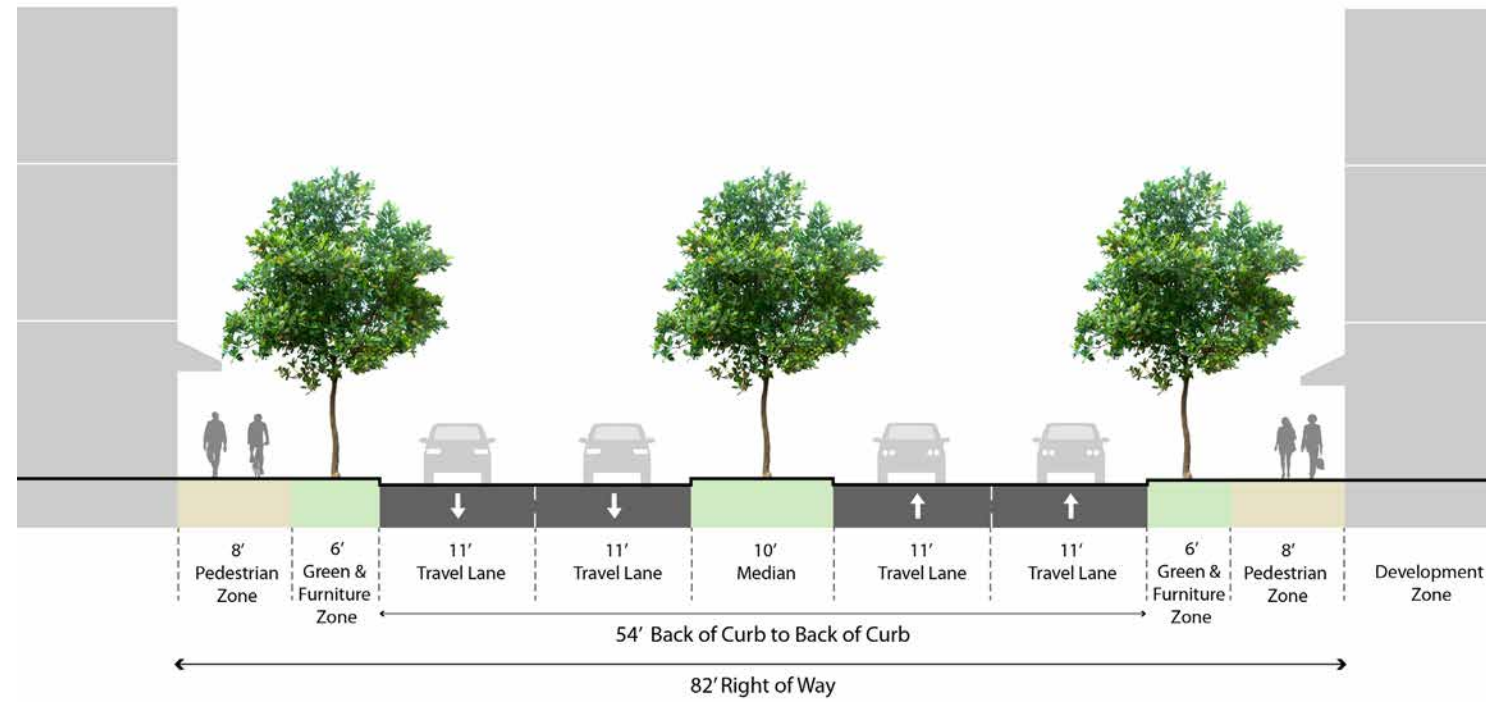 8'
Pedestrian
Zone
6'
Green &
Furniture
Zone
11'
Travel Lane
11'
Travel Lane
10'
Median
11'
Travel Lane
11'
Travel Lane
6'
Green &
Furniture
Zone
8'
Pedestrian
Zone
Development
Zone
54' Back of Curb to Back of Curb
82' Right of Way